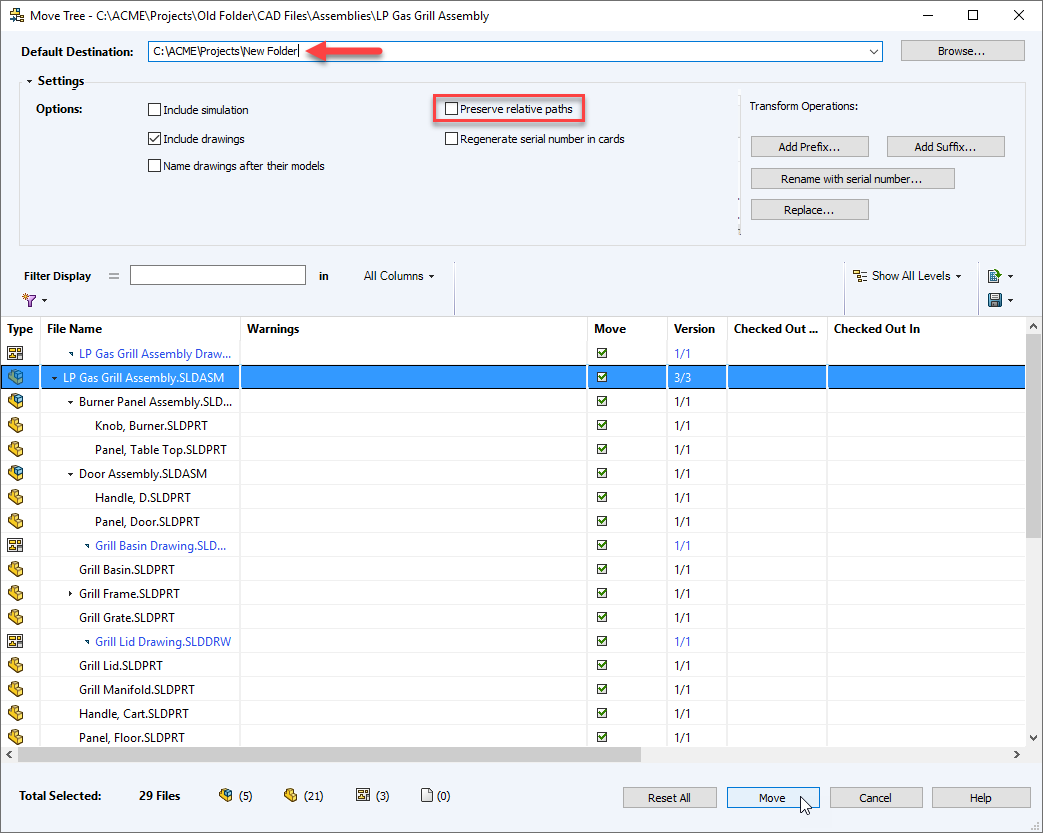 Move Tree - C:\ACME\Projects\Old Folder\CAD Files\Assemblies\LP Gas Grill Assembly
Default Destination: C:\ACME\Projects\New Folder Browse...
Settings
Options: Include simulation Preserve relative paths Transform Operations:
Include drawings Regenerate serial number in cards Add Prefix... Add Suffix...
Name drawings after their models
Rename with serial number...
Replace...
Filter Display = in All Columns Show All Levels
Type File Name Warnings Move Version Checked Out ... Checked Out In
LP Gas Grill Assembly Draw... 1/1
LP Gas Grill Assembly.SLDASM 3/3
Burner Panel Assembly.SLD... 1/1
Knob, Burner.SLDPRT 1/1
Panel, Table Top.SLDPRT 1/1
Door Assembly.SLDASM 1/1
Handle, D.SLDPRT 1/1
Panel, Door.SLDPRT 1/1
Grill Basin Drawing.SLD... 1/1
Grill Basin.SLDPRT 1/1
Grill Frame.SLDPRT 1/1
Grill Grate.SLDPRT 1/1
Grill Lid Drawing.SLDDRW 1/1
Grill Lid.SLDPRT 1/1
Grill Manifold.SLDPRT 1/1
Handle, Cart.SLDPRT 1/1
Panel, Floor.SLDPRT 1/1
Total Selected: 29 Files (5) (21) (3) (0) Reset All Move Cancel Help